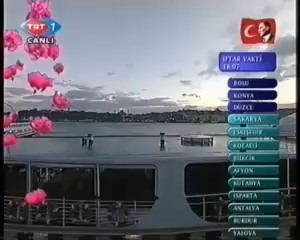 TRT 1
CANLI
İFTAR VAKTİ
18:07
BOLU
KONYA
DÜZCE
SAKARYA
ESKİŞEHİR
KOCAELİ
BİLECİK
AFYON
KÜTAHYA
ISPARTA
ANTALYA
BURDUR
YALOVA